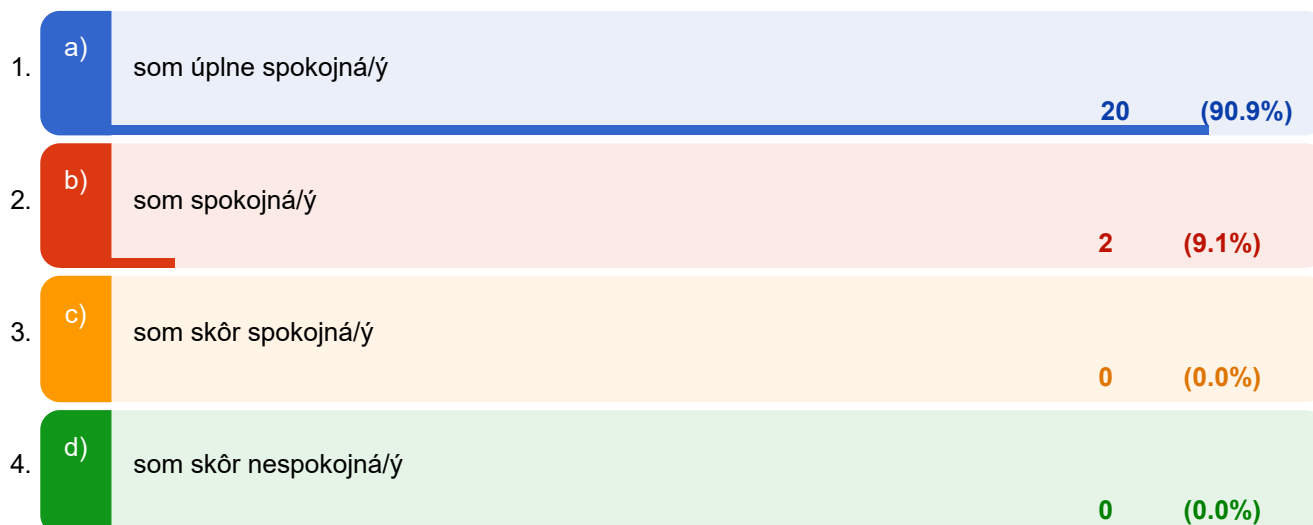 1. a) som úplne spokojná/ý
20 (90.9%)
2. b) som spokojná/ý
2 (9.1%)
3. c) som skôr spokojná/ý
0 (0.0%)
4. d) som skôr nespokojná/ý
0 (0.0%)